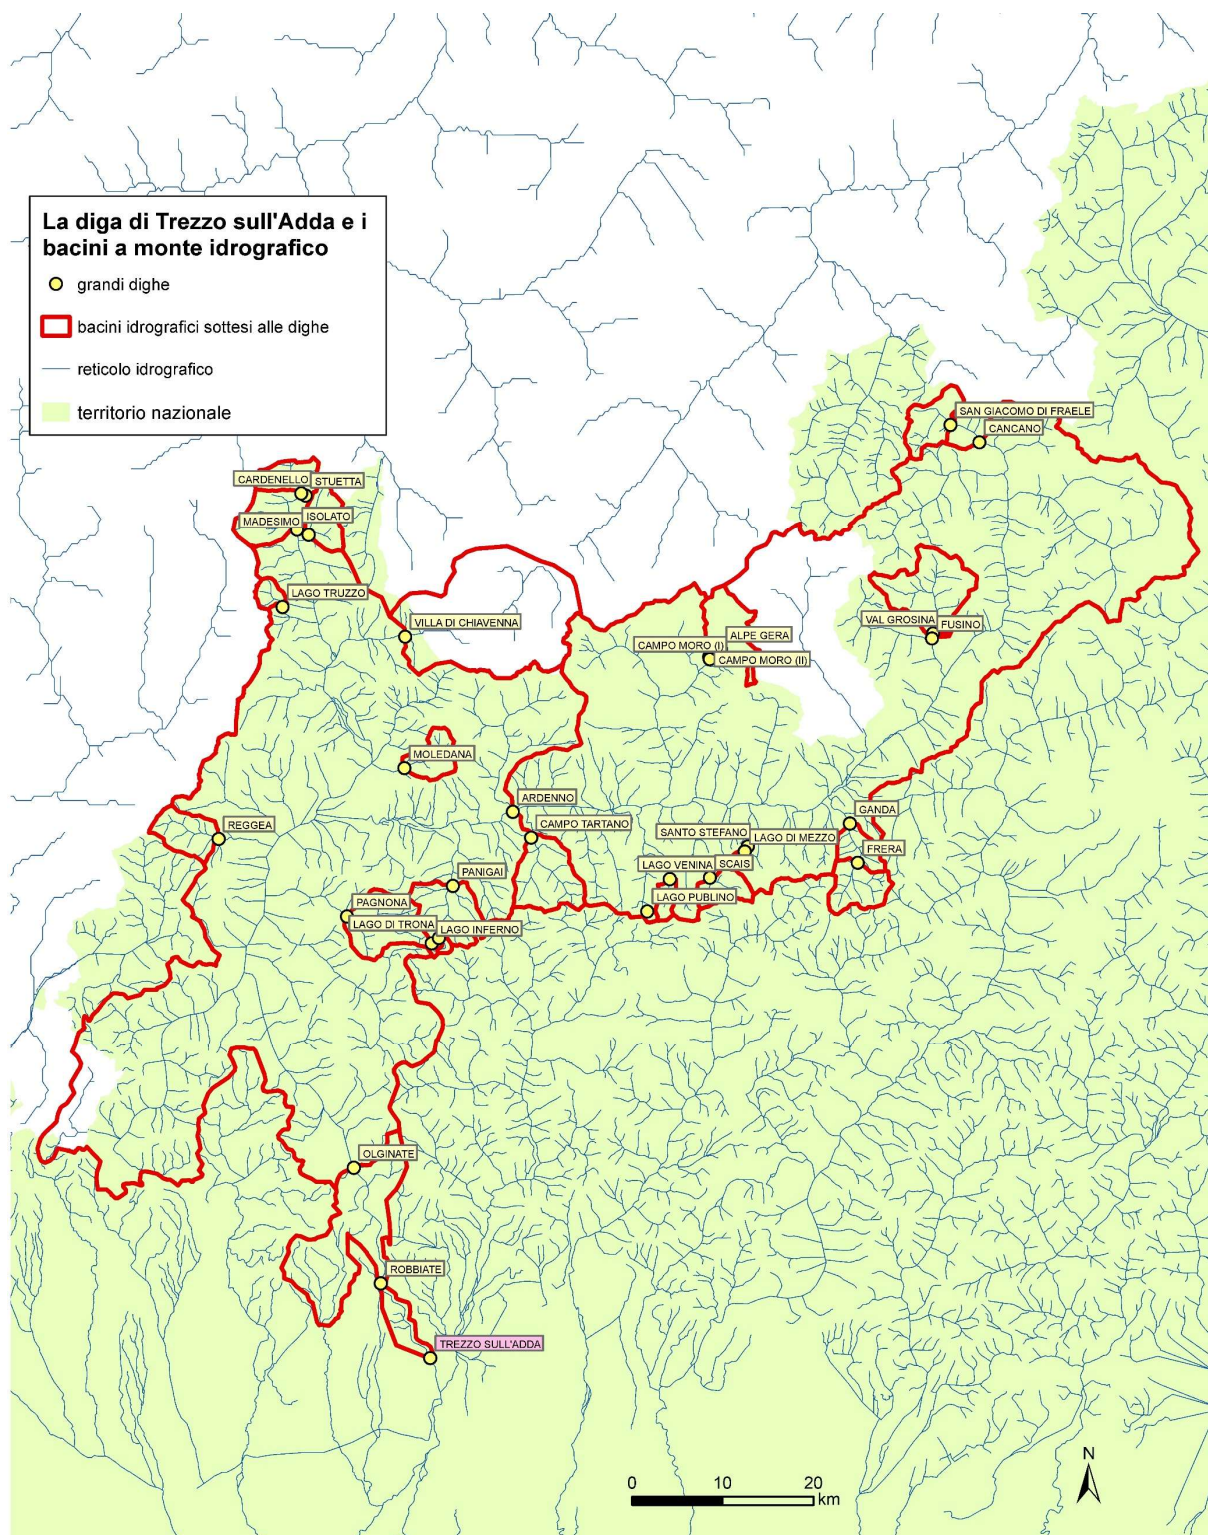 La diga di Trezzo sull'Adda e i
bacini a monte idrografico
grandi dighe
bacini idrografici sottesi alle dighe
reticolo idrografico
territorio nazionale
SAN GIACOMO DI FRAELE
CANCANO
CARDENELLO
STUETTA
MADESIMO
ISOLATO
LAGO TRUZZO
VILLA DI CHIAVENNA
VAL GROSINA
FUSINO
ALPE GERA
CAMPO MORO (I)
CAMPO MORO (II)
MOLEDANA
ARDENNO
GANDA
REGGEA
CAMPO TARTANO
SANTO STEFANO
LAGO DI MEZZO
FRERA
LAGO VENINA
SCAIS
PANIGAI
LAGO PUBLINO
PAGNONA
LAGO DI TRONA
LAGO INFERNO
OLGINATE
ROBBIATE
TREZZO SULL'ADDA
N
0 10 20
km